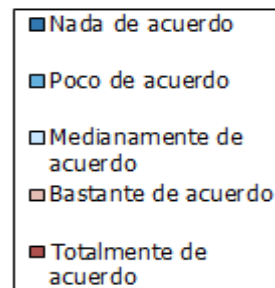 Nada de acuerdo
Poco de acuerdo
Medianamente de
acuerdo
Bastante de acuerdo
Totalmente de
acuerdo